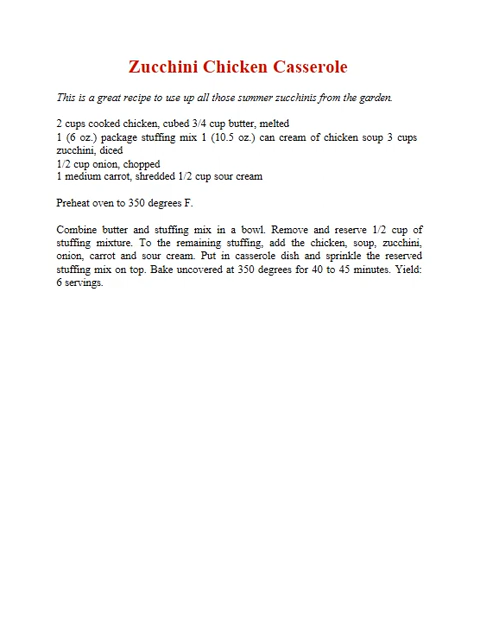 Zucchini Chicken Casserole
This is a great recipe to use up all those summer zucchinis from the garden.
2 cups cooked chicken, cubed 3/4 cup butter, melted
1 (6 oz.) package stuffing mix 1 (10.5 oz.) can cream of chicken soup 3 cups
zucchini, diced
1/2 cup onion, chopped
1 medium carrot, shredded 1/2 cup sour cream
Preheat oven to 350 degrees F.
Combine butter and stuffing mix in a bowl. Remove and reserve 1/2 cup of
stuffing mixture. To the remaining stuffing, add the chicken, soup, zucchini,
onion, carrot and sour cream. Put in casserole dish and sprinkle the reserved
stuffing mix on top. Bake uncovered at 350 degrees for 40 to 45 minutes. Yield:
6 servings.